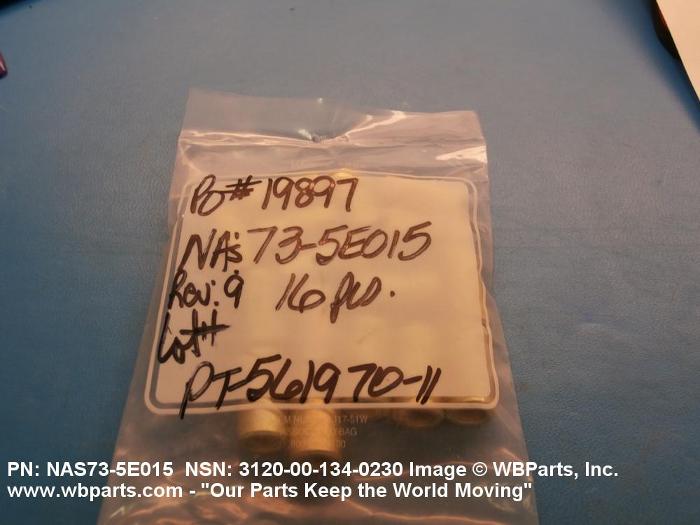 PO# 19897
NAS 73-5E015
Rev: 9 16 pcs.
Lot#
PT-561970-11
PN: NAS73-5E015 NSN: 3120-00-134-0230 Image © WBParts, Inc.
www.wbparts.com - "Our Parts Keep the World Moving"